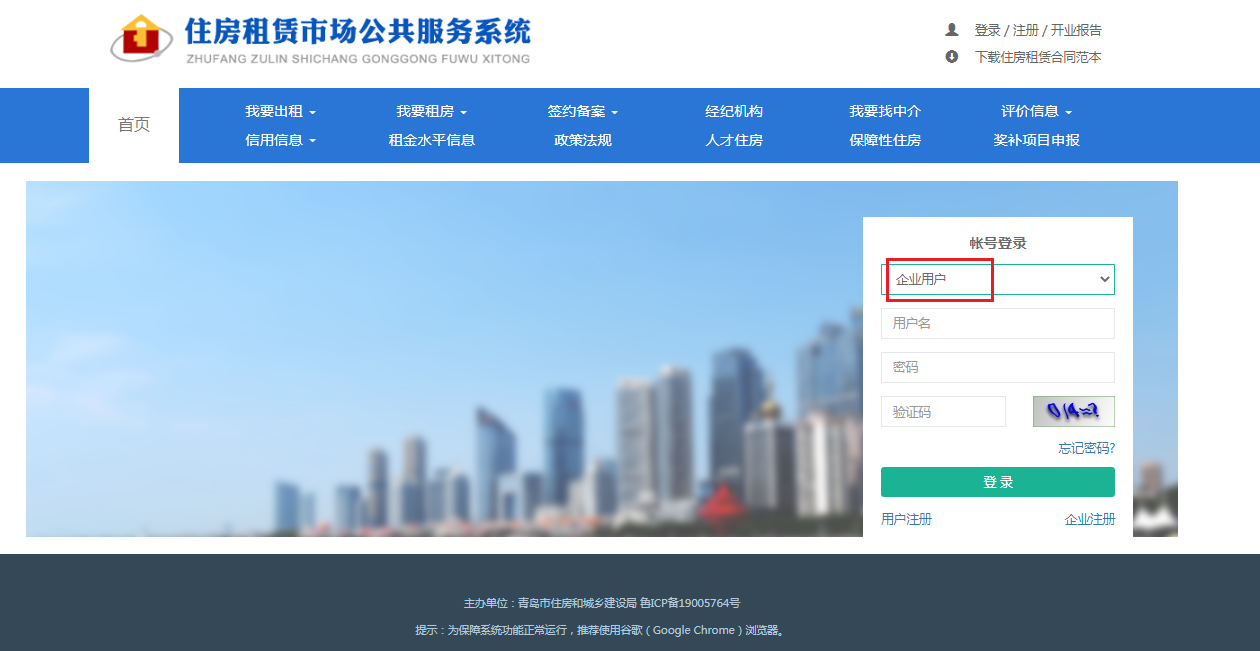 住房租赁市场公共服务系统
ZHUFANG ZULIN SHICHANG GONGGONG FUWU XITONG
登录 / 注册 / 开业报告
下载住房租赁合同范本
首页
我要出租 我要租房 签约备案 经纪机构 我要找中介 评价信息
信用信息 租金水平信息 政策法规 人才住房 保障性住房 奖补项目申报
帐号登录
企业用户
用户名
密码
验证码
忘记密码?
登 录
用户注册 企业注册
主办单位：青岛市住房和城乡建设局 鲁ICP备19005764号
提示：为保障系统功能正常运行，推荐使用谷歌（Google Chrome）浏览器。